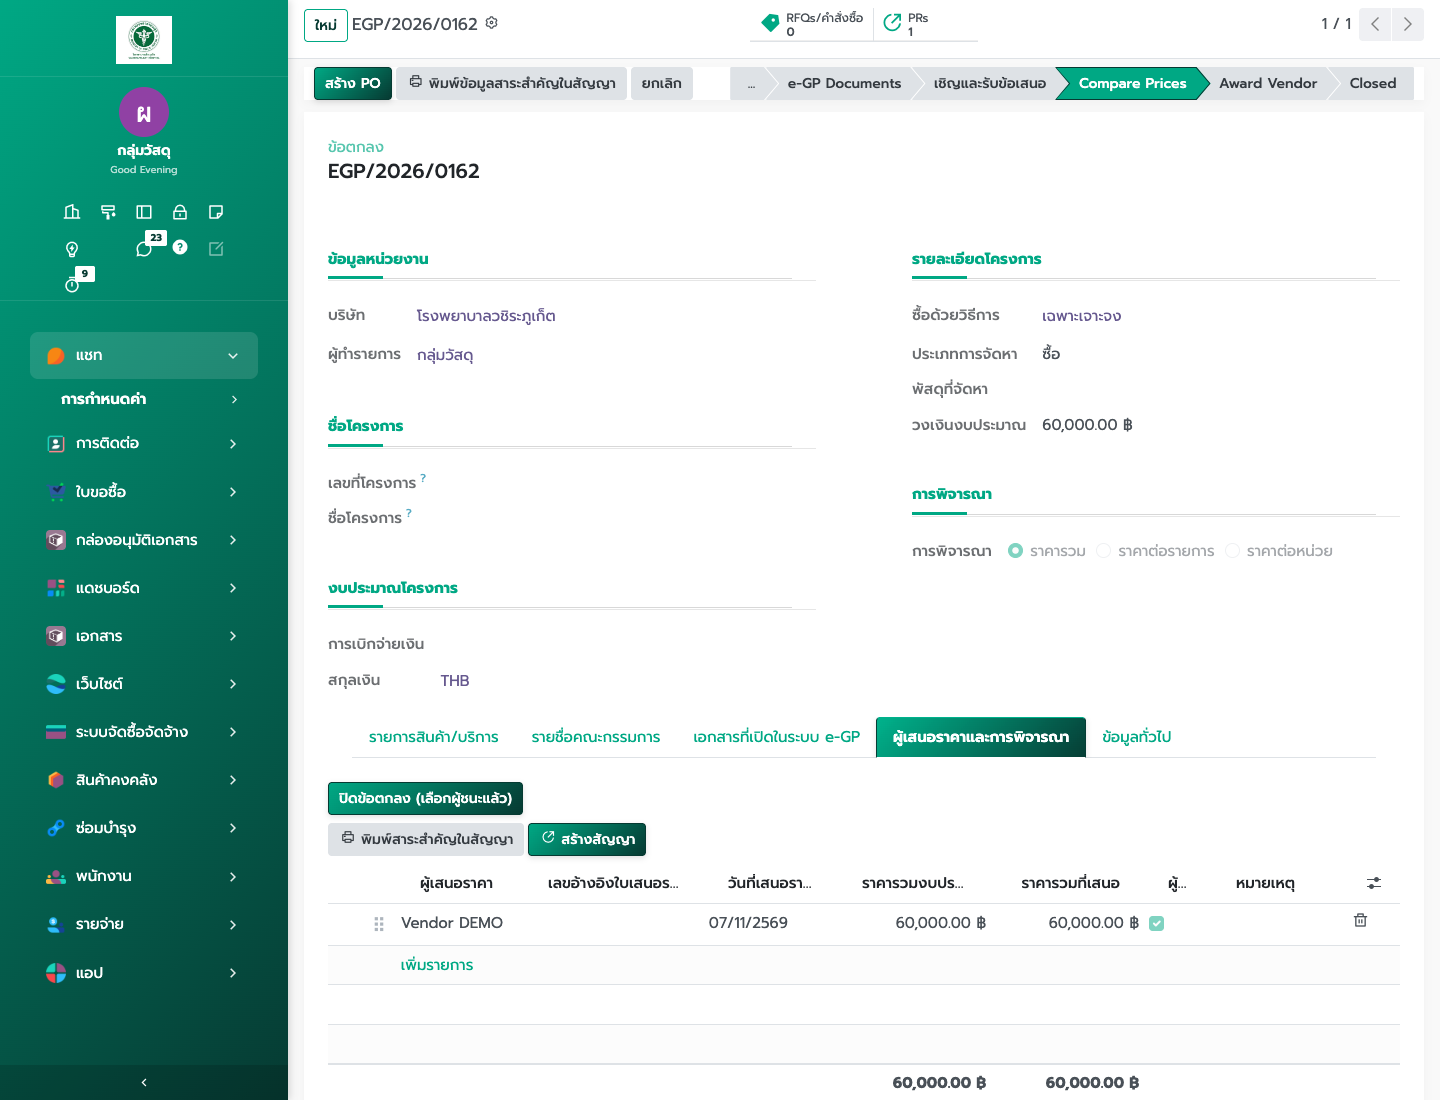 ใหม่ EGP/2026/0162
RFQs/คำสั่งซื้อ
0
PRs
1
1 / 1
ผ
กลุ่มวัสดุ
Good Evening
23
?
9
แชท
การกำหนดค่า
การติดต่อ
ใบขอซื้อ
กล่องอนุมัติเอกสาร
แดชบอร์ด
เอกสาร
เว็บไซต์
ระบบจัดซื้อจัดจ้าง
สินค้าคงคลัง
ซ่อมบำรุง
พนักงาน
รายจ่าย
แอป
สร้าง PO พิมพ์ข้อมูลสาระสำคัญในสัญญา ยกเลิก
... e-GP Documents เชิญและรับข้อเสนอ Compare Prices Award Vendor Closed
ข้อตกลง
EGP/2026/0162
ข้อมูลหน่วยงาน
บริษัท โรงพยาบาลวชิระภูเก็ต
ผู้ทำรายการ กลุ่มวัสดุ
รายละเอียดโครงการ
ซื้อด้วยวิธีการ เฉพาะเจาะจง
ประเภทการจัดหา ซื้อ
พัสดุที่จัดหา
วงเงินงบประมาณ 60,000.00 ฿
ชื่อโครงการ
เลขที่โครงการ ?
ชื่อโครงการ ?
การพิจารณา
การพิจารณา ราคารวม ราคาต่อรายการ ราคาต่อหน่วย
งบประมาณโครงการ
การเบิกจ่ายเงิน
สกุลเงิน THB
รายการสินค้า/บริการ รายชื่อคณะกรรมการ เอกสารที่เปิดในระบบ e-GP ผู้เสนอราคาและการพิจารณา ข้อมูลทั่วไป
ปิดข้อตกลง (เลือกผู้ชนะแล้ว)
พิมพ์สาระสำคัญในสัญญา สร้างสัญญา
ผู้เสนอราคา เลขอ้างอิงใบเสนอร... วันที่เสนอรา... ราคารวมงบปร... ราคารวมที่เสนอ ผู้... หมายเหตุ
Vendor DEMO 07/11/2569 60,000.00 ฿ 60,000.00 ฿
เพิ่มรายการ
60,000.00 ฿ 60,000.00 ฿